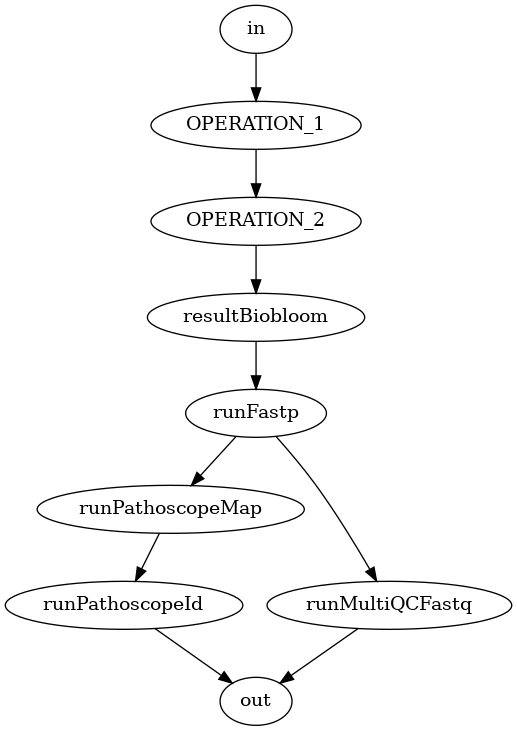 in
OPERATION_1
OPERATION_2
resultBiobloom
runFastp
runPathoscopeMap
runPathoscopeId
runMultiQCFastq
out